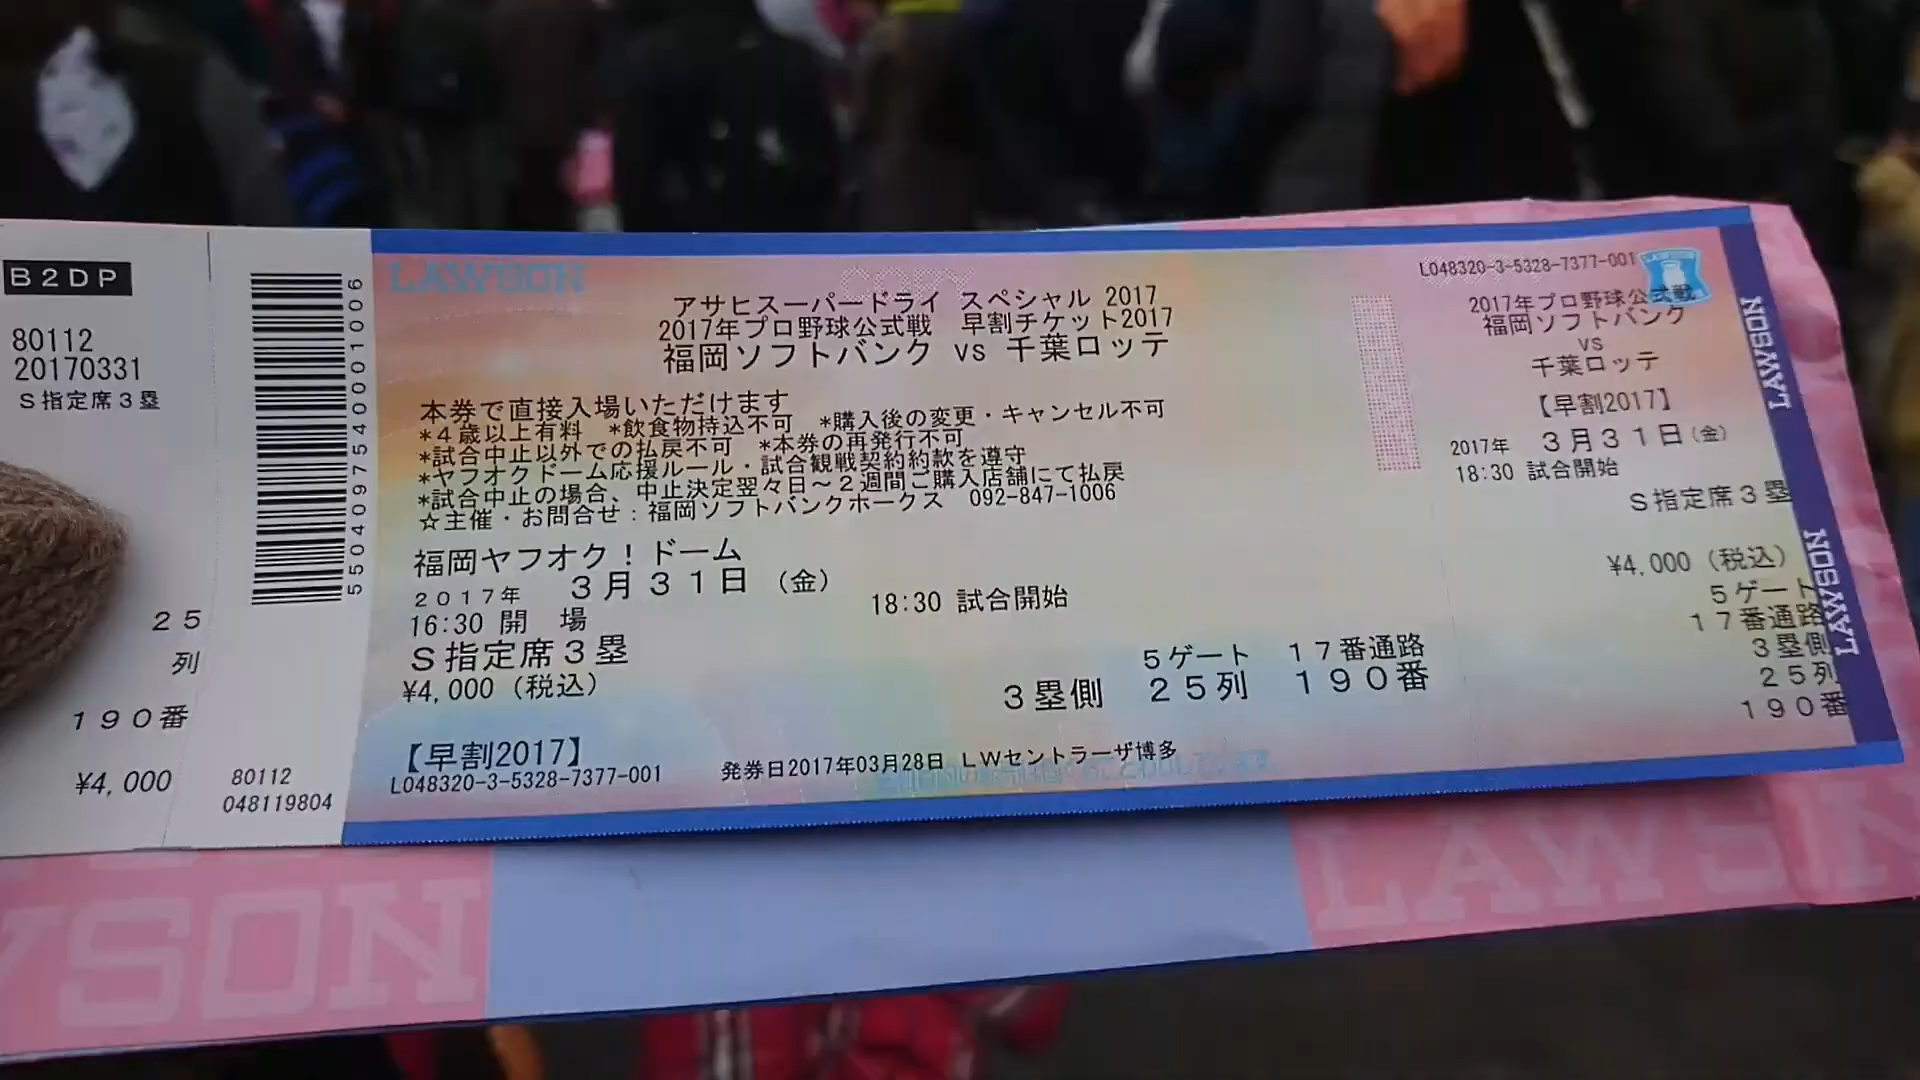 B2DP
80112
20170331
S指定席3塁
25
列
190番
¥4,000
5504097540001006
80112
048119804
LAWSON
アサヒスーパードライ スペシャル 2017
2017年プロ野球公式戦 早割チケット2017
福岡ソフトバンク vs 千葉ロッテ
本券で直接入場いただけます
*4歳以上有料 *飲食物持込不可 *購入後の変更・キャンセル不可
*試合中止以外での払戻不可 *本券の再発行不可
*ヤフオクドーム応援ルール・試合観戦契約約款を遵守
*試合中止の場合、中止決定翌々日~2週間ご購入店舗にて払戻
☆主催・お問合せ:福岡ソフトバンクホークス 092-847-1006
福岡ヤフオク!ドーム
2017年 3月31日(金) 18:30 試合開始
16:30 開 場
S指定席3塁
¥4,000(税込)
5ゲート 17番通路
3塁側 25列 190番
【早割2017】
L048320-3-5328-7377-001
発券日2017年03月28日 LWセントラーザ博多
L048320-3-5328-7377-001
2017年プロ野球公式戦
福岡ソフトバンク
vs
千葉ロッテ
【早割2017】
2017年 3月31日(金)
18:30 試合開始
S指定席3塁
¥4,000(税込)
5ゲート
17番通路
3塁側
25列
190番
LAWSON
LAWSON
WSON
LAWSON